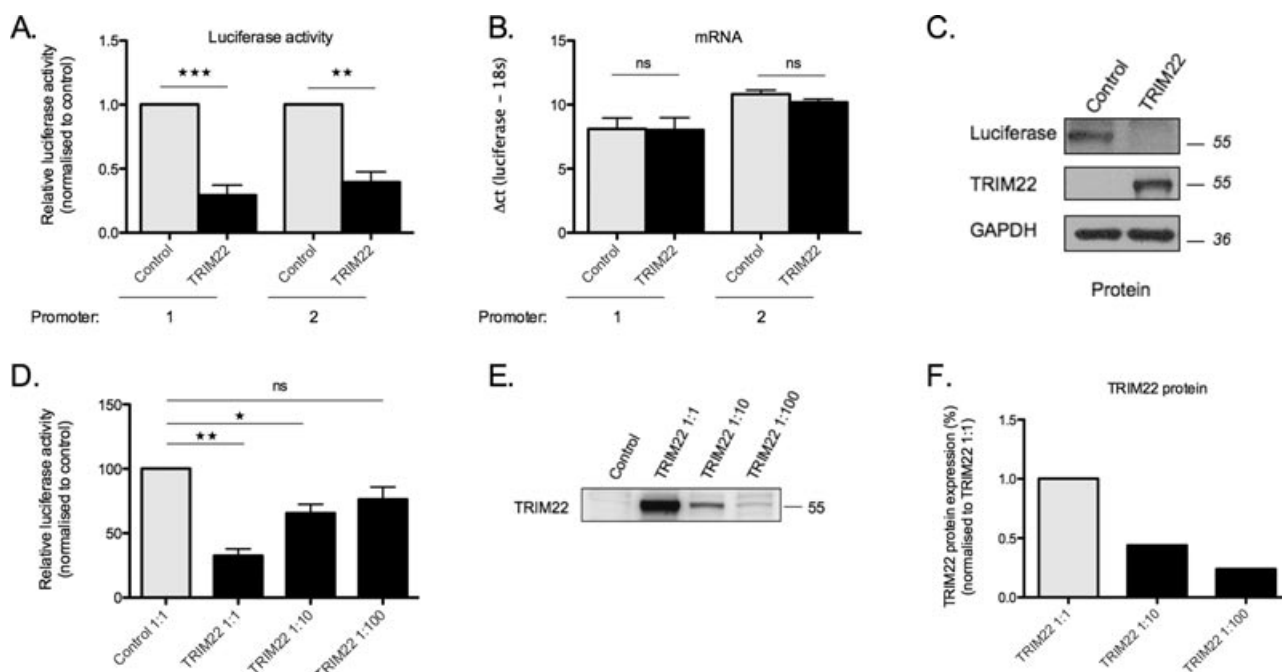 A.
Luciferase activity
Relative luciferase activity
(normalised to control)
1.5
1.0
0.5
0.0
★★★
★★
Control
TRIM22
Control
TRIM22
Promoter:
1
2
B.
mRNA
Δct (luciferase – 18s)
15
10
5
0
ns
ns
Control
TRIM22
Control
TRIM22
Promoter:
1
2
C.
Control
TRIM22
Luciferase
55
TRIM22
55
GAPDH
36
Protein
D.
Relative luciferase activity
(normalised to control)
150
100
50
0
ns
★
★★
Control 1:1
TRIM22 1:1
TRIM22 1:10
TRIM22 1:100
E.
Control
TRIM22 1:1
TRIM22 1:10
TRIM22 1:100
TRIM22
55
F.
TRIM22 protein
TRIM22 protein expression (%)
(normalised to TRIM22 1:1)
1.5
1.0
0.5
0.0
TRIM22 1:1
TRIM22 1:10
TRIM22 1:100